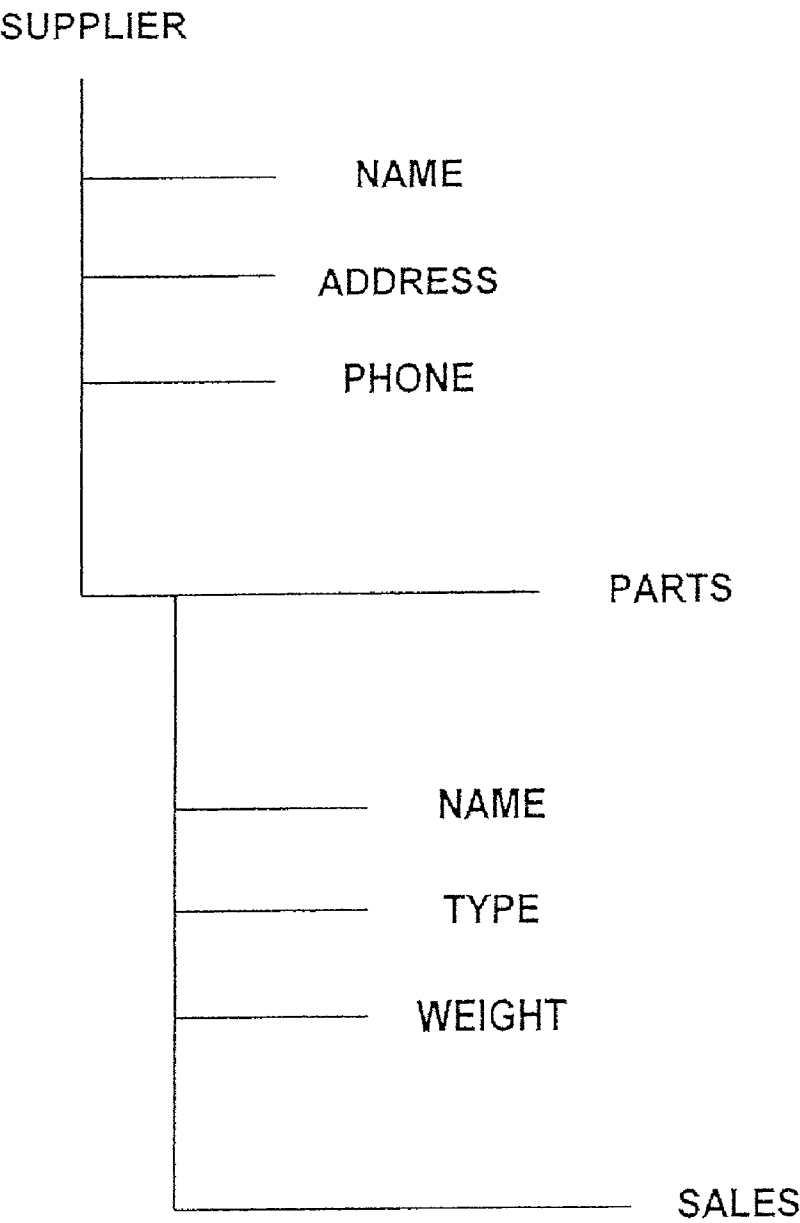 SUPPLIER
NAME
ADDRESS
PHONE
PARTS
NAME
TYPE
WEIGHT
SALES